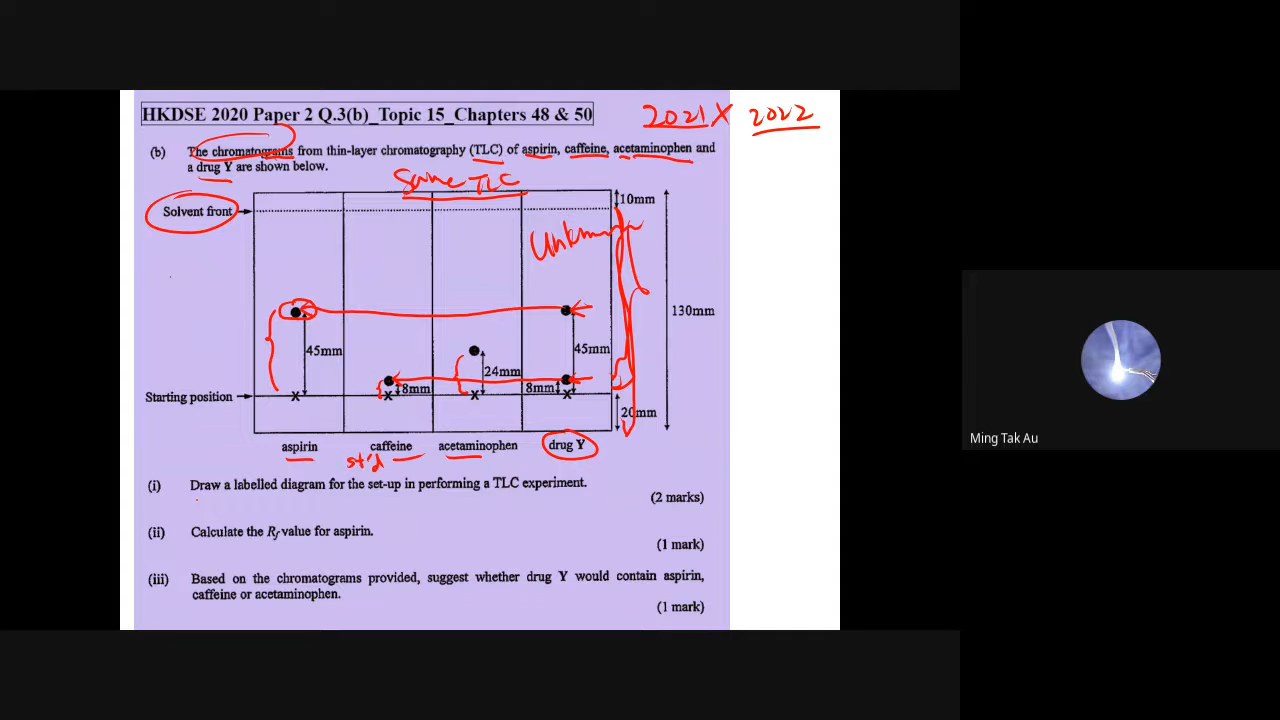 HKDSE 2020 Paper 2 Q.3(b)_Topic 15_Chapters 48 & 50
2021 X 2022
(b) The chromatograms from thin-layer chromatography (TLC) of aspirin, caffeine, acetaminophen and
a drug Y are shown below.
Same TLC
10mm
Solvent front
Unknown
130mm
45mm
45mm
24mm
8mm
8mm
Starting position
20mm
x x x x
aspirin caffeine acetaminophen drug Y
std
(i) Draw a labelled diagram for the set-up in performing a TLC experiment.
(2 marks)
(ii) Calculate the Rf value for aspirin.
(1 mark)
(iii) Based on the chromatograms provided, suggest whether drug Y would contain aspirin,
caffeine or acetaminophen.
(1 mark)
Ming Tak Au